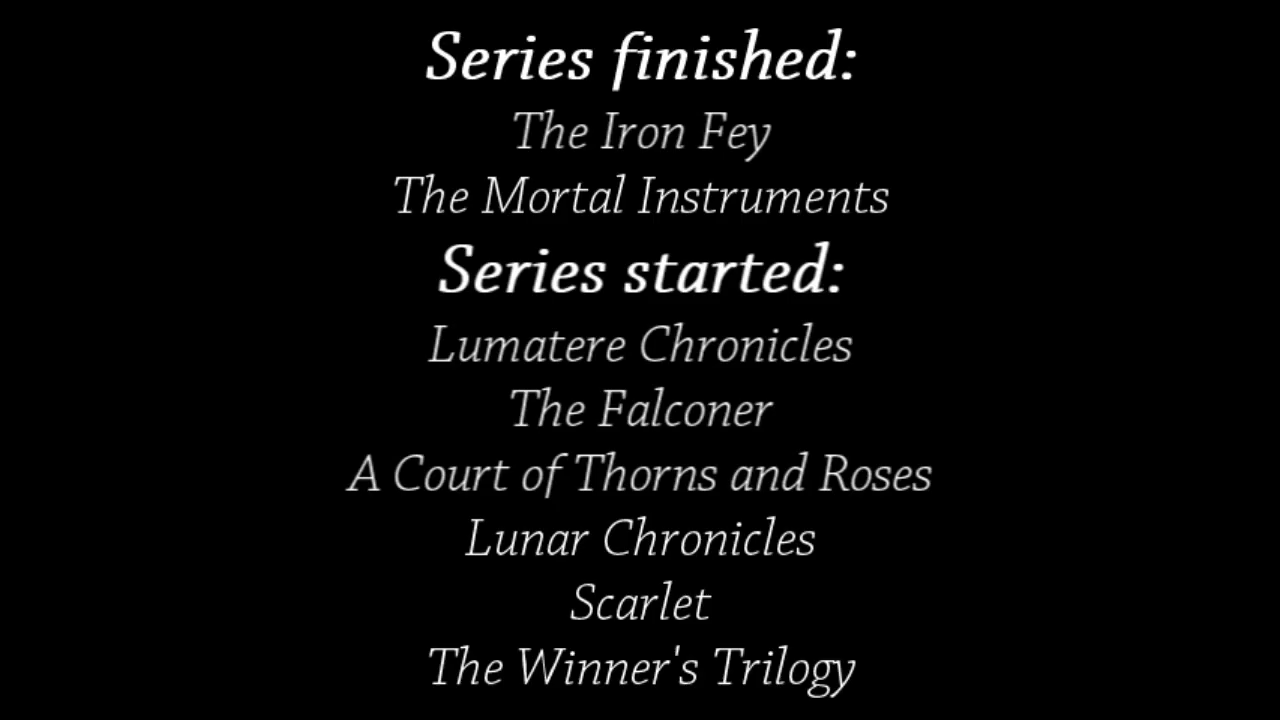 Series finished:
The Iron Fey
The Mortal Instruments
Series started:
Lumatere Chronicles
The Falconer
A Court of Thorns and Roses
Lunar Chronicles
Scarlet
The Winner's Trilogy